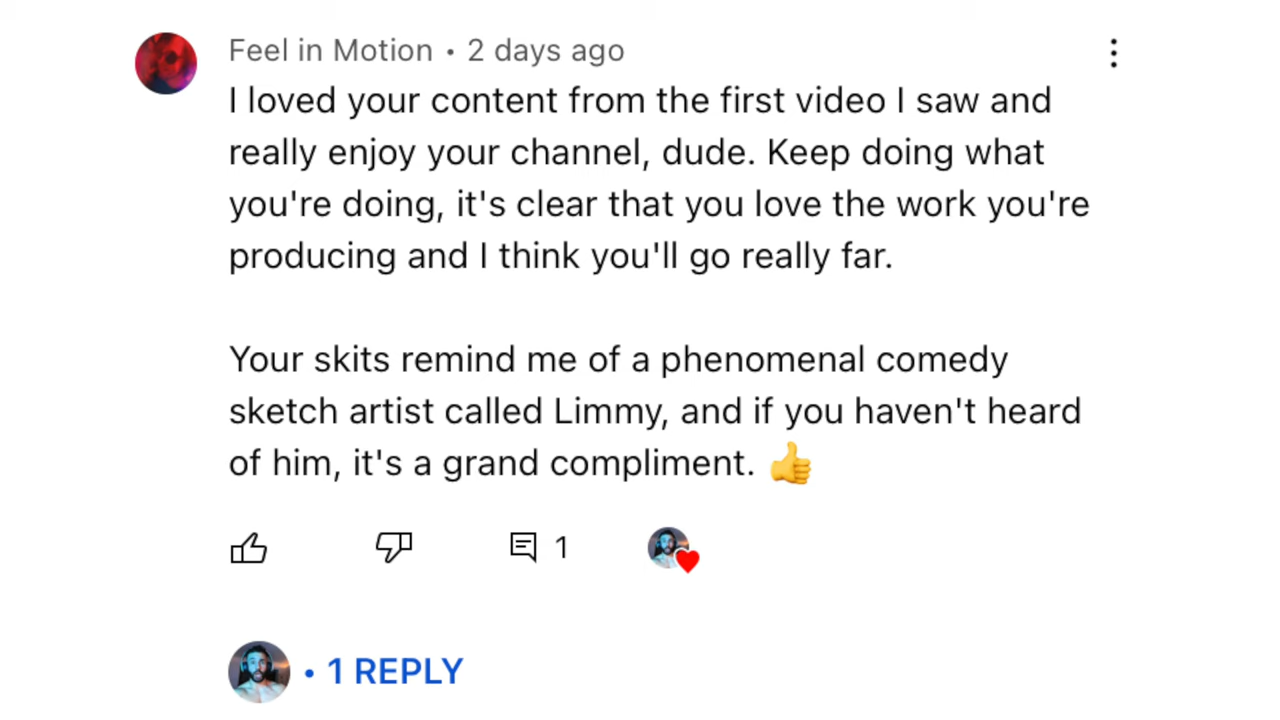 Feel in Motion • 2 days ago
I loved your content from the first video I saw and
really enjoy your channel, dude. Keep doing what
you're doing, it's clear that you love the work you're
producing and I think you'll go really far.
Your skits remind me of a phenomenal comedy
sketch artist called Limmy, and if you haven't heard
of him, it's a grand compliment. 👍
1
• 1 REPLY